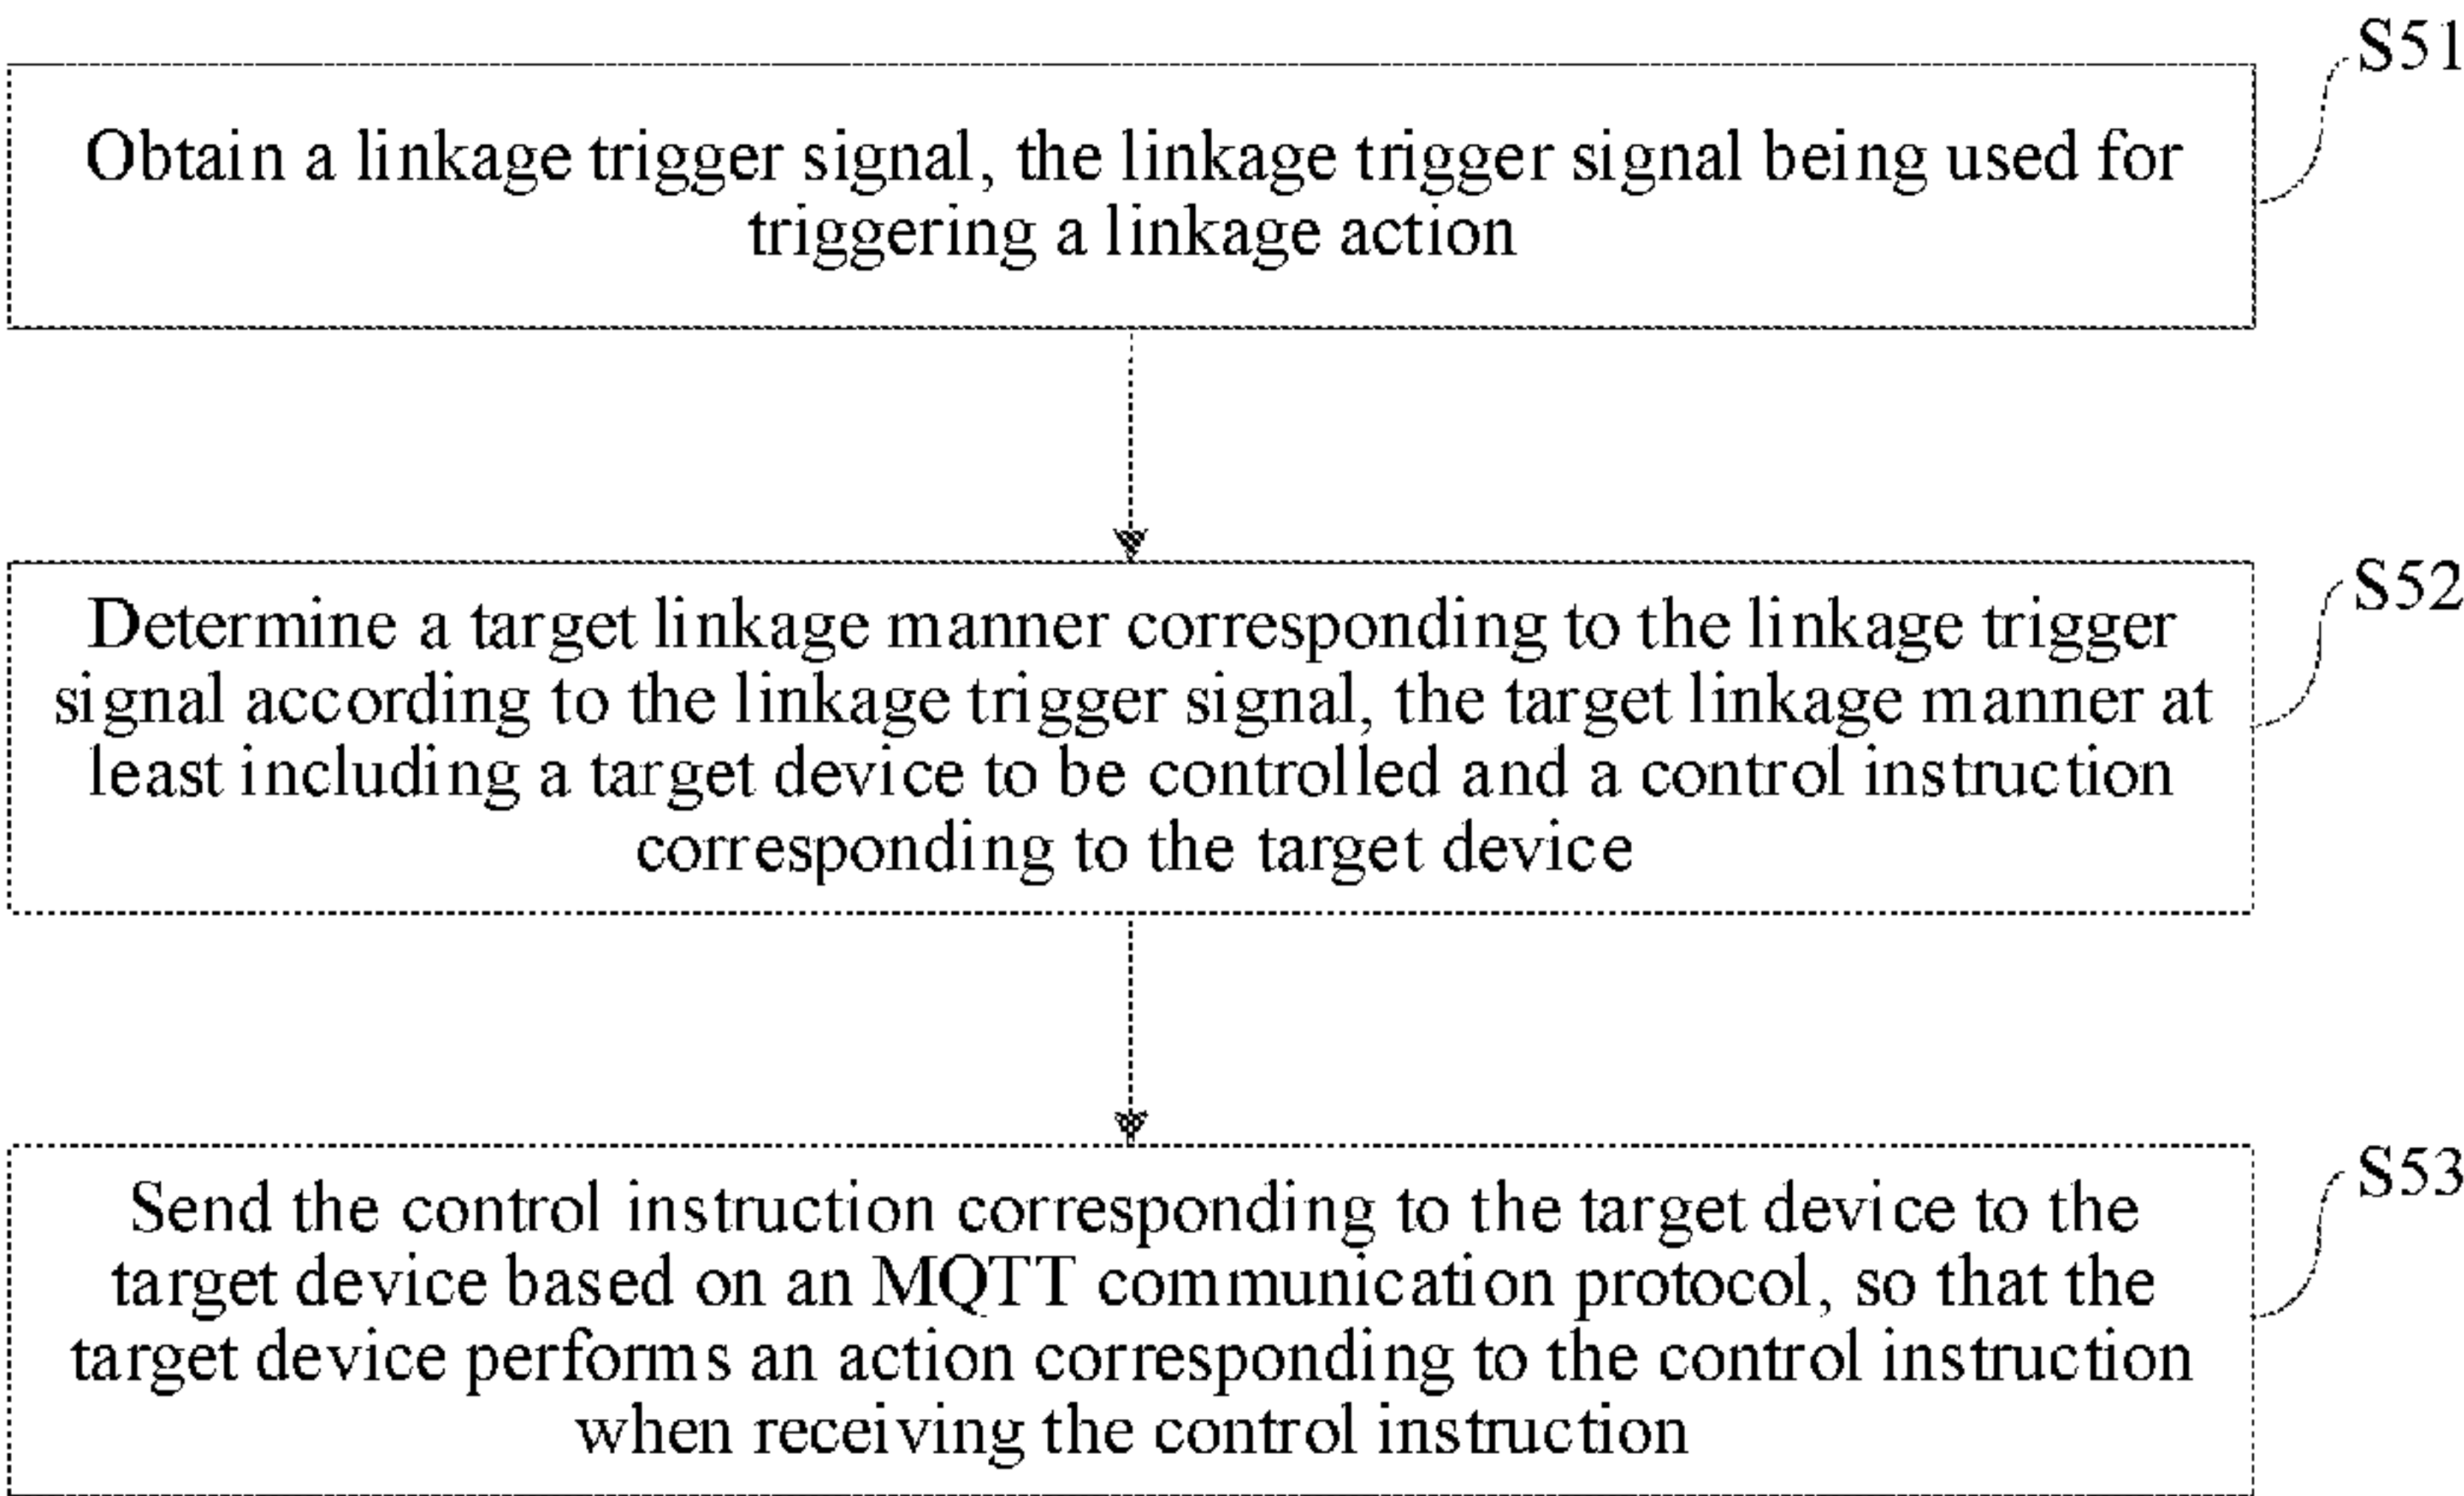 S51
Obtain a linkage trigger signal, the linkage trigger signal being used for
triggering a linkage action
S52
Determine a target linkage manner corresponding to the linkage trigger
signal according to the linkage trigger signal, the target linkage manner at
least including a target device to be controlled and a control instruction
corresponding to the target device
S53
Send the control instruction corresponding to the target device to the
target device based on an MQTT communication protocol, so that the
target device performs an action corresponding to the control instruction
when receiving the control instruction